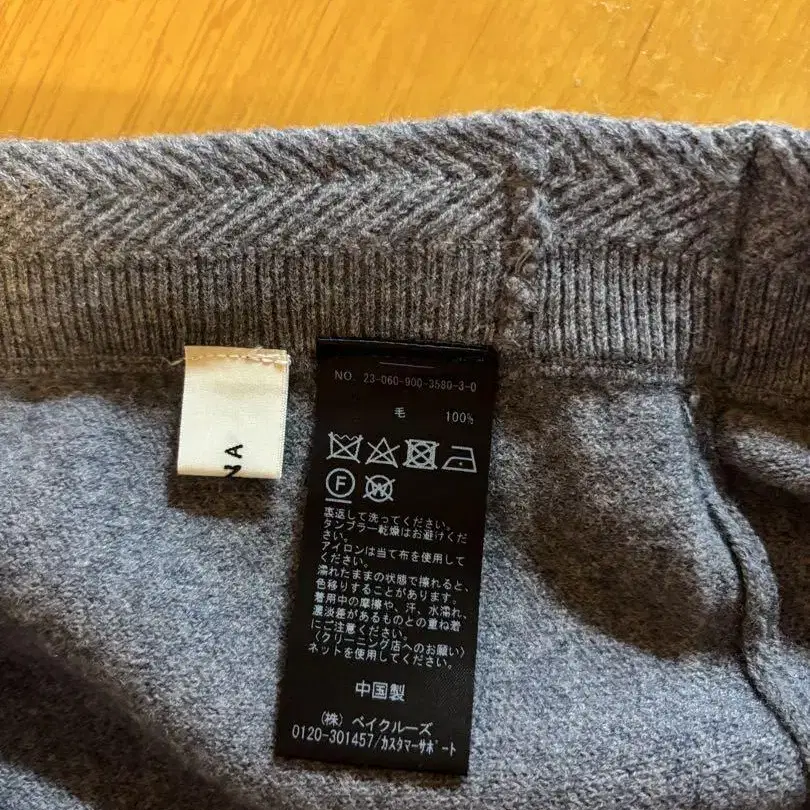 NA
NO. 23-060-900-3580-3-0
毛 100%
F
W
裏返して洗ってください。
タンブラー乾燥はお避けくだ
さい。
アイロンは当て布を使用して
ください。
濡れたままの状態で擦れると、
色移りすることがあります。
着用中の摩擦や、汗、水濡れ、
濃淡差があるものとの重ね着
にご注意ください。
〈クリーニング店へのお願い〉
ネットを使用してください。
中国製
(株) ベイクルーズ
0120-301457/カスタマーサポート